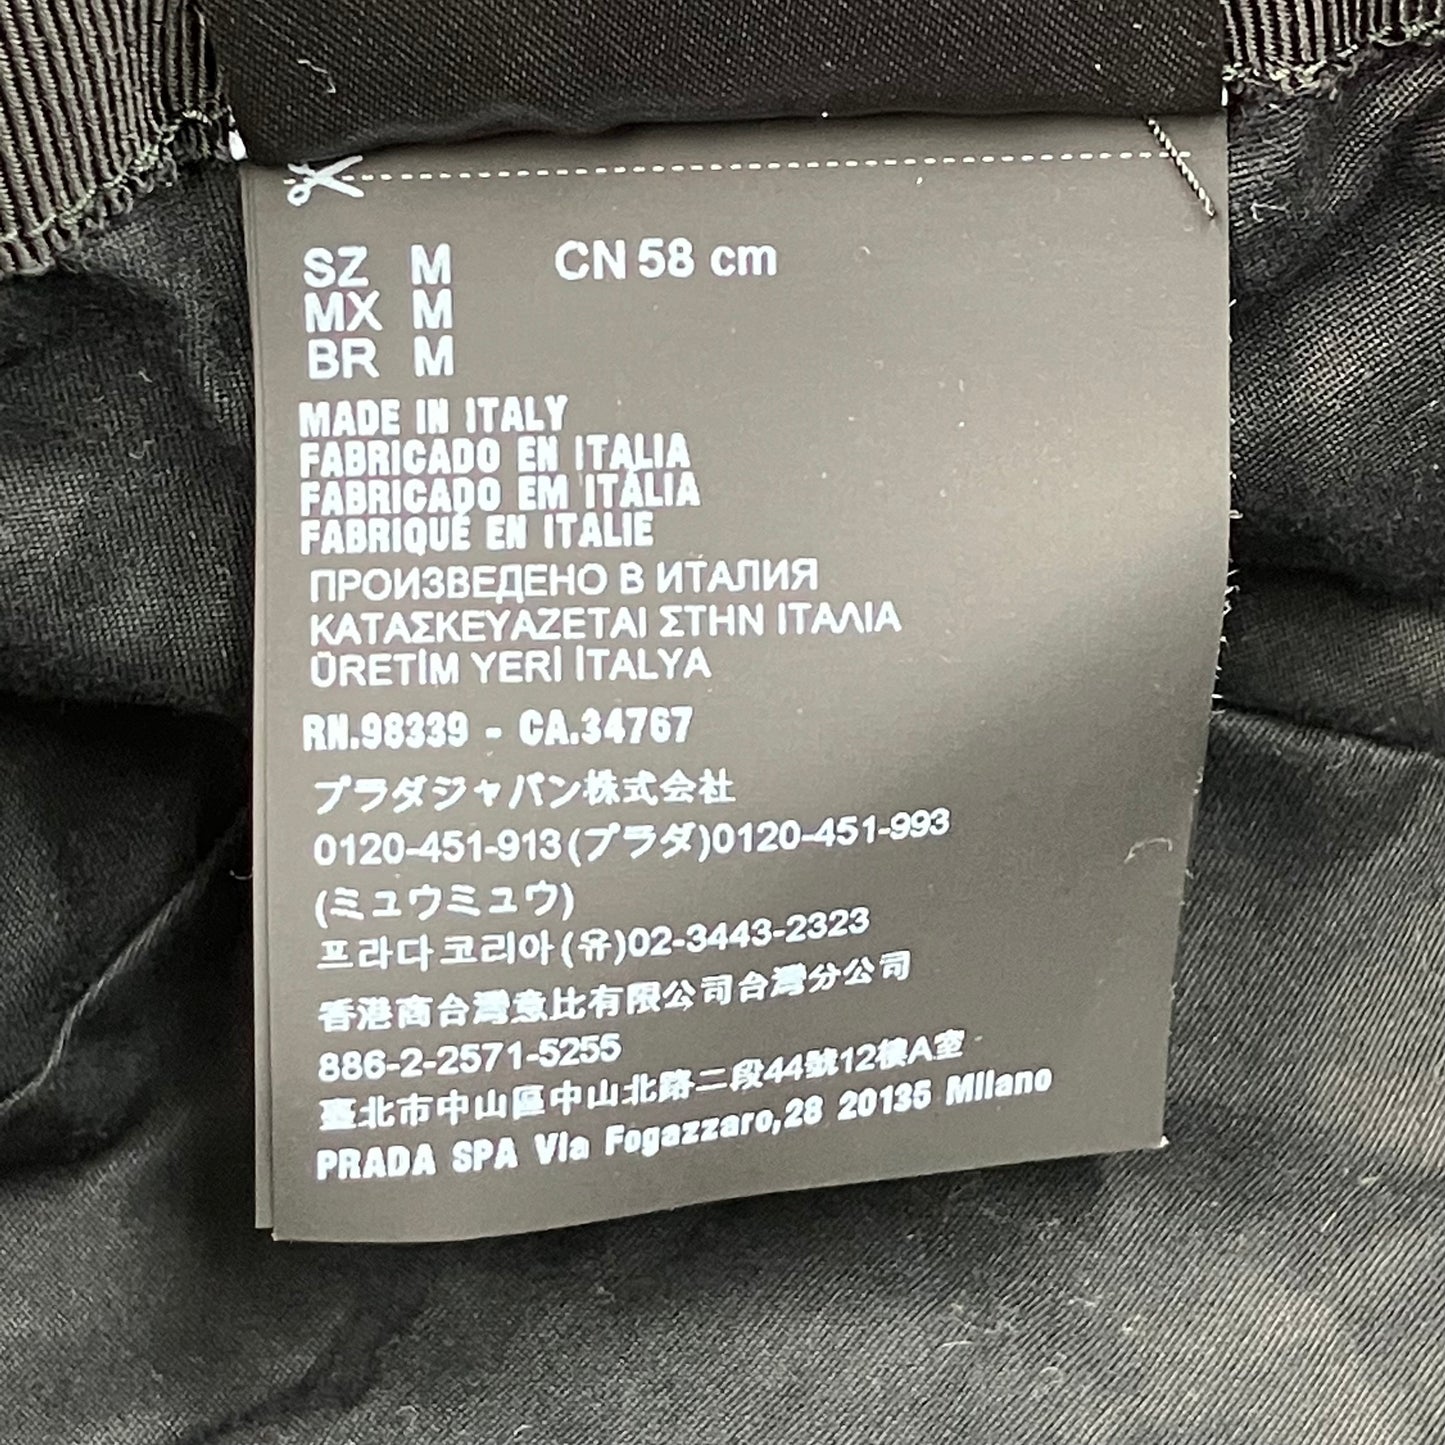 SZ M CN 58 cm
MX M
BR M
MADE IN ITALY
FABRICADO EN ITALIA
FABRICADO EM ITÁLIA
FABRIQUÉ EN ITALIE
ПРОИЗВЕДЕНО В ИТАЛИЯ
ΚΑΤΑΣΚΕΥΑΖΕΤΑΙ ΣΤΗΝ ΙΤΑΛΙΑ
ÜRETİM YERİ İTALYA
RN.98339 - CA.34767
プラダジャパン株式会社
0120-451-913(プラダ)0120-451-993
(ミュウミュウ)
프라다코리아(유)02-3443-2323
香港商台灣意比有限公司台灣分公司
886-2-2571-5255
臺北市中山區中山北路二段44號12樓A室
PRADA SPA Via Fogazzaro,28 20135 Milano